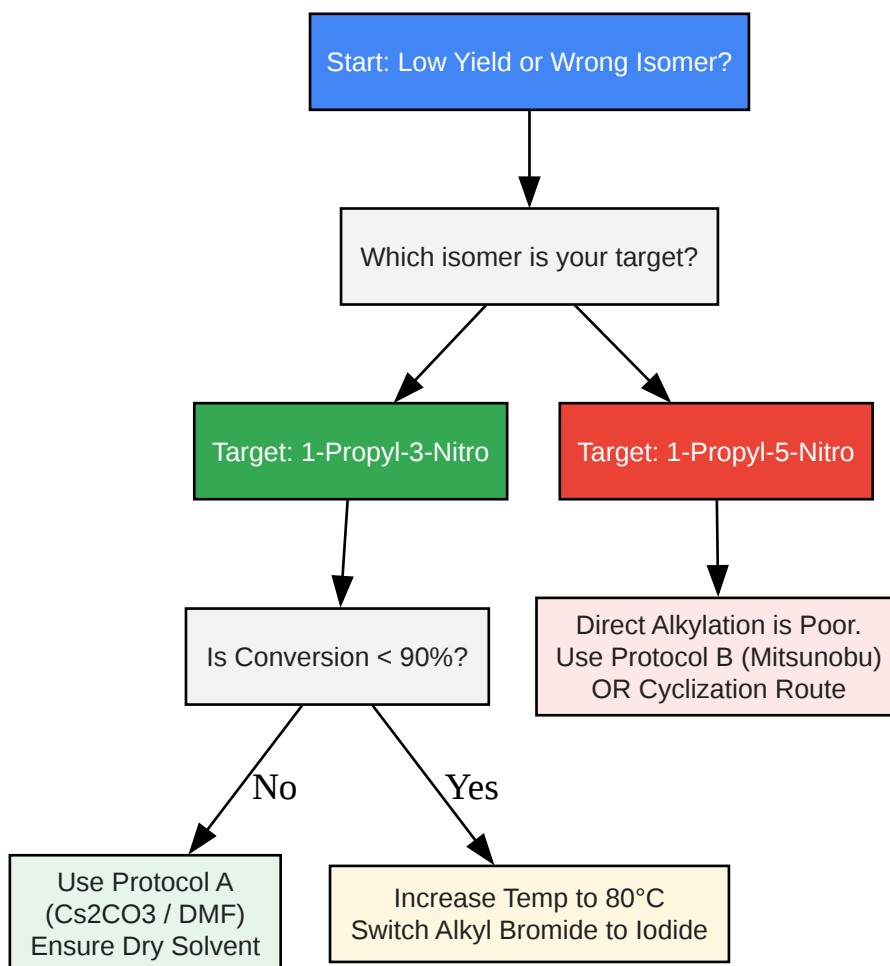 Start: Low Yield or Wrong Isomer?
Which isomer is your target?
Target: 1-Propyl-3-Nitro
Target: 1-Propyl-5-Nitro
Is Conversion < 90%?
Direct Alkylation is Poor.
Use Protocol B (Mitsunobu)
OR Cyclization Route
No
Yes
Use Protocol A
(Cs2CO3 / DMF)
Ensure Dry Solvent
Increase Temp to 80°C
Switch Alkyl Bromide to Iodide